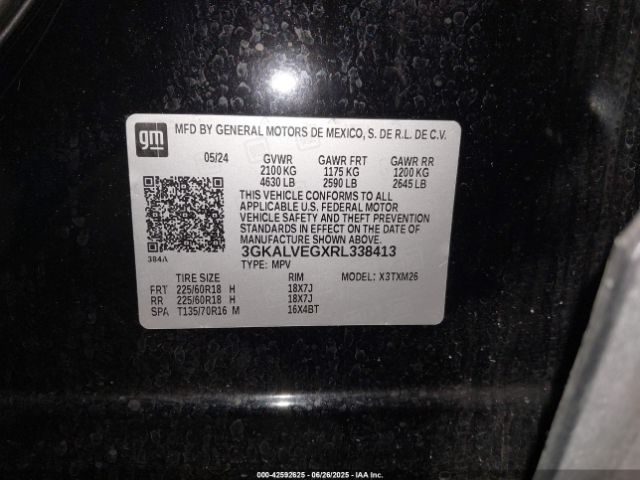 gm
MFD BY GENERAL MOTORS DE MEXICO, S. DE R.L. DE C.V.
05/24 GVWR GAWR FRT GAWR RR
2100 KG 1175 KG 1200 KG
4630 LB 2590 LB 2645 LB
THIS VEHICLE CONFORMS TO ALL
APPLICABLE U.S. FEDERAL MOTOR
VEHICLE SAFETY AND THEFT PREVENTION
STANDARDS IN EFFECT ON THE DATE OF
MANUFACTURE SHOWN ABOVE.
384A
3GKALVEGXRL338413
TYPE: MPV
TIRE SIZE RIM MODEL: X3TXM26
FRT 225/60R18 H 18X7J
RR 225/60R18 H 18X7J
SPA T135/70R16 M 16X4BT
000-42592625 - 06/26/2025 - IAA Inc.